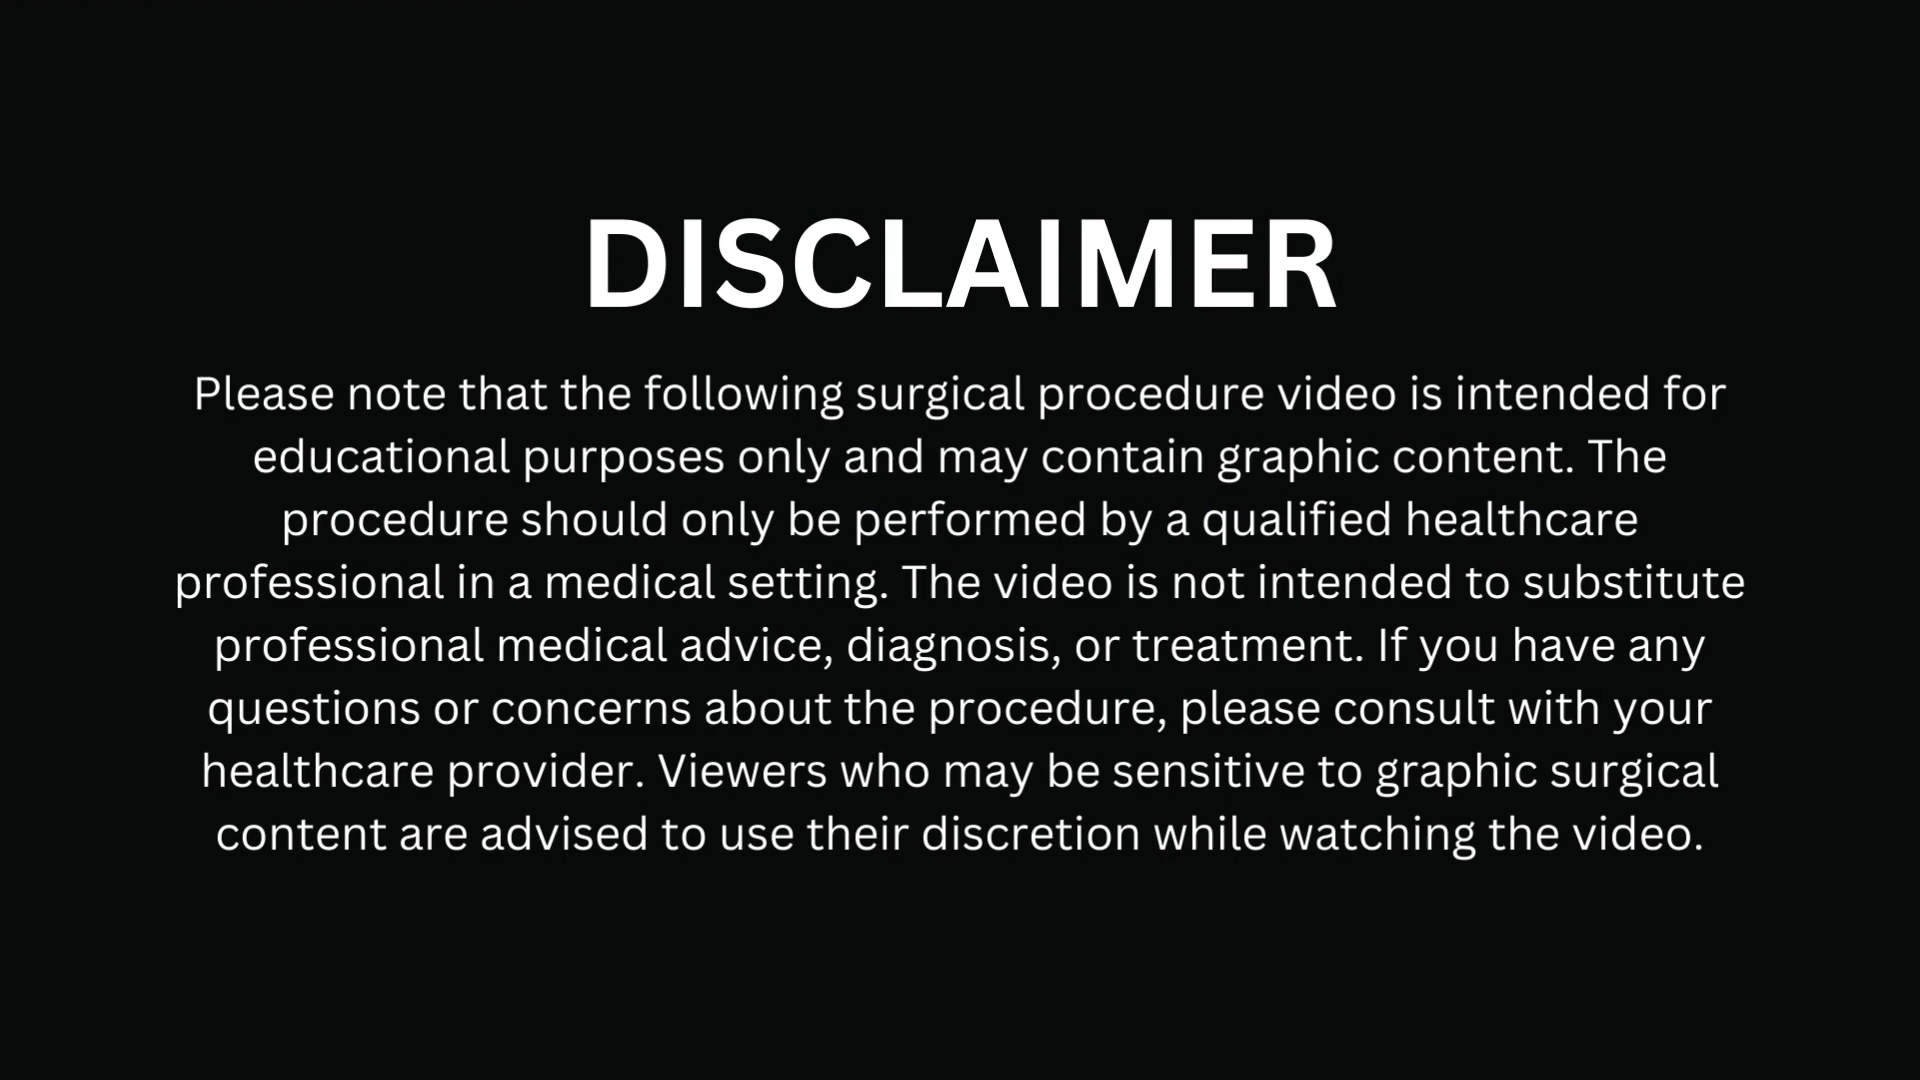 DISCLAIMER
Please note that the following surgical procedure video is intended for
educational purposes only and may contain graphic content. The
procedure should only be performed by a qualified healthcare
professional in a medical setting. The video is not intended to substitute
professional medical advice, diagnosis, or treatment. If you have any
questions or concerns about the procedure, please consult with your
healthcare provider. Viewers who may be sensitive to graphic surgical
content are advised to use their discretion while watching the video.